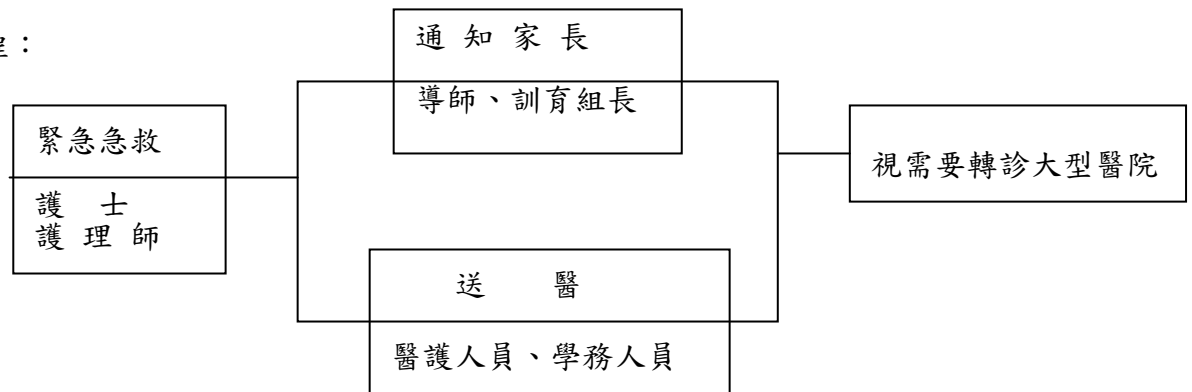 程：
緊急急救
護 士
護 理 師
通 知 家 長
導師、訓育組長
送 醫
醫護人員、學務人員
視需要轉診大型醫院